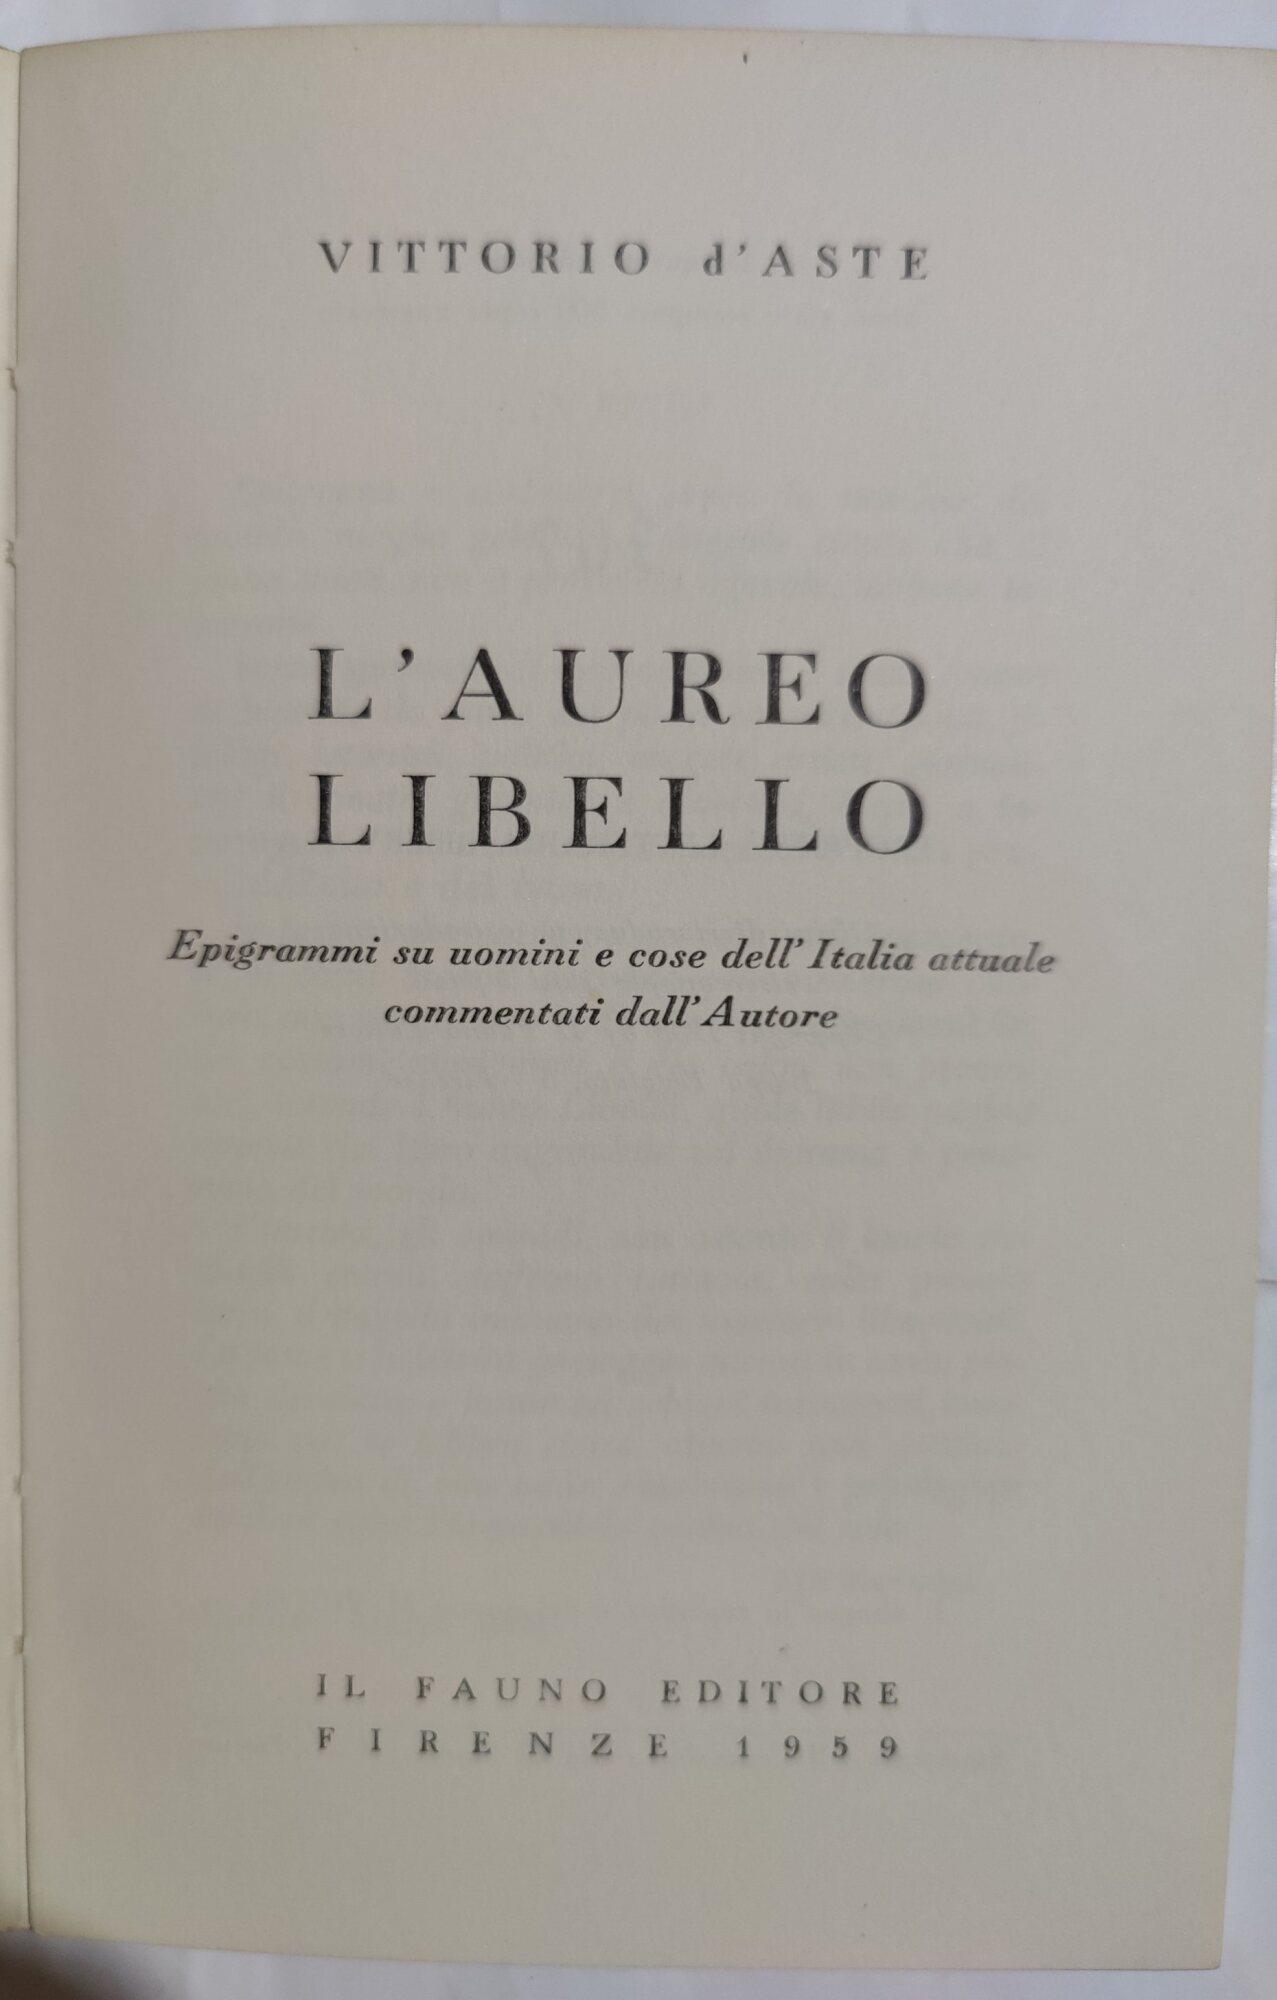 VITTORIO d'ASTE
L'AUREO
LIBELLO
Epigrammi su uomini e cose dell'Italia attuale
commentati dall'Autore
IL FAUNO EDITORE
FIRENZE 1959